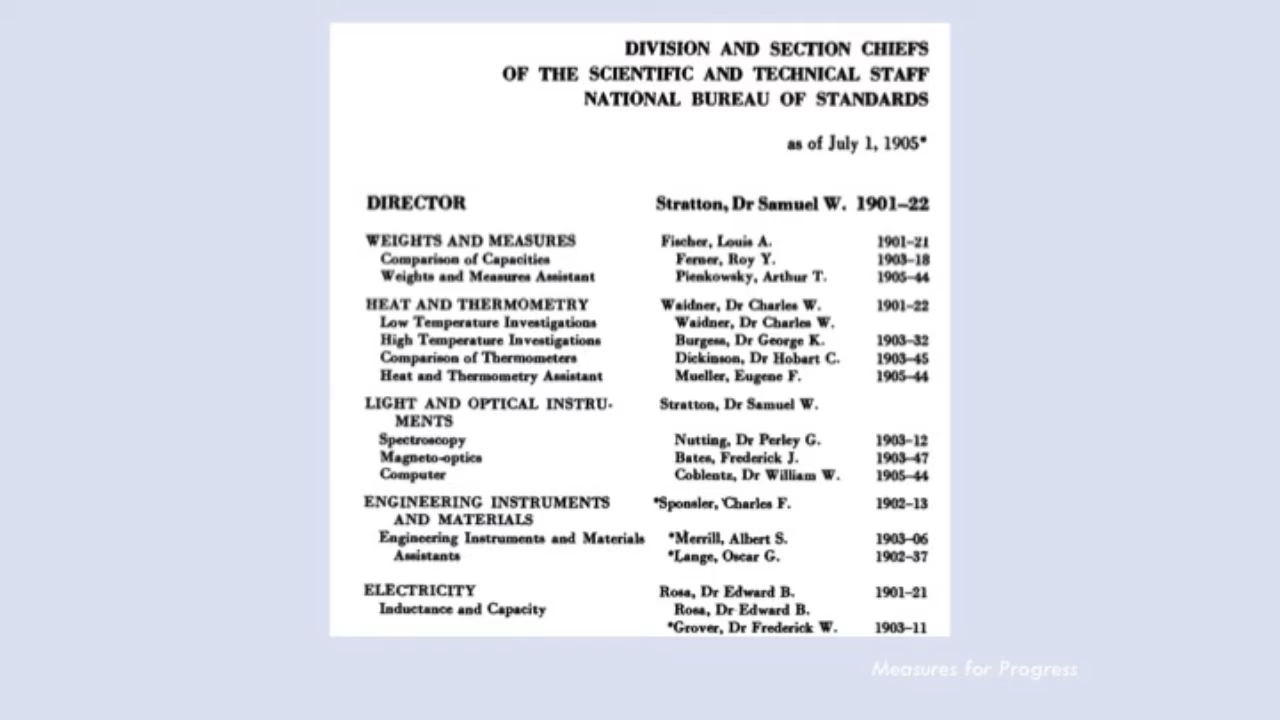 DIVISION AND SECTION CHIEFS
OF THE SCIENTIFIC AND TECHNICAL STAFF
NATIONAL BUREAU OF STANDARDS
as of July 1, 1905*
DIRECTOR Stratton, Dr Samuel W. 1901–22
WEIGHTS AND MEASURES Fischer, Louis A. 1901–21
Comparison of Capacities Ferner, Roy Y. 1903–18
Weights and Measures Assistant Pienkowsky, Arthur T. 1905–44
HEAT AND THERMOMETRY Waidner, Dr Charles W. 1901–22
Low Temperature Investigations Waidner, Dr Charles W.
High Temperature Investigations Burgess, Dr George K. 1903–32
Comparison of Thermometers Dickinson, Dr Hobart C. 1903–45
Heat and Thermometry Assistant Mueller, Eugene F. 1905–44
LIGHT AND OPTICAL INSTRU- Stratton, Dr Samuel W.
MENTS
Spectroscopy Nutting, Dr Perley G. 1903–12
Magneto-optics Bates, Frederick J. 1903–47
Computer Coblentz, Dr William W. 1905–44
ENGINEERING INSTRUMENTS *Sponsler, Charles F. 1902–13
AND MATERIALS
Engineering Instruments and Materials *Merrill, Albert S. 1903–06
Assistants *Lange, Oscar G. 1902–37
ELECTRICITY Rosa, Dr Edward B. 1901–21
Inductance and Capacity Rosa, Dr Edward B.
*Grover, Dr Frederick W. 1903–11
Measures for Progress